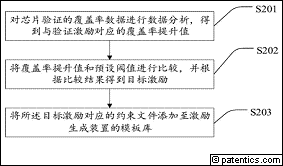 S201
对芯片验证的覆盖率数据进行数据分析，得
到与验证激励对应的覆盖率提升值
S202
将覆盖率提升值和预设阈值进行比较，并根
据比较结果得到目标激励
S203
将所述目标激励对应的约束文件添加至激励
生成装置的模板库
© patentics.com